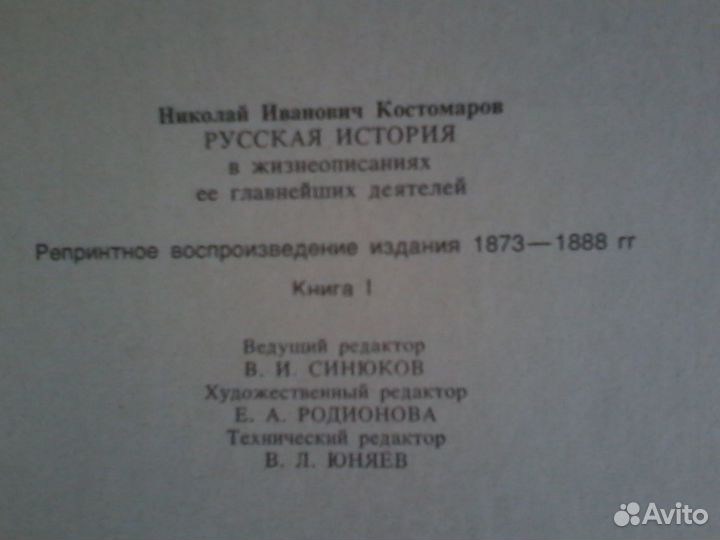 Николай Иванович Костомаров
РУССКАЯ ИСТОРИЯ
в жизнеописаниях
ее главнейших деятелей
Репринтное воспроизведение издания 1873—1888 гг
Книга 1
Ведущий редактор
В. И. СИНЮКОВ
Художественный редактор
Е. А. РОДИОНОВА
Технический редактор
В. Л. ЮНЯЕВ
Avito